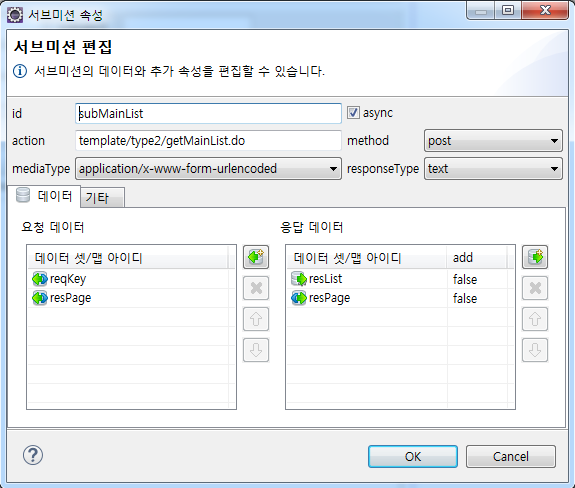 서브미션 속성
서브미션 편집
서브미션의 데이터와 추가 속성을 편집할 수 있습니다.
id subMainList async
action template/type2/getMainList.do method post
mediaType application/x-www-form-urlencoded responseType text
데이터 기타
요청 데이터 응답 데이터
데이터 셋/맵 아이디 데이터 셋/맵 아이디 add
reqKey resList false
resPage resPage false
OK Cancel